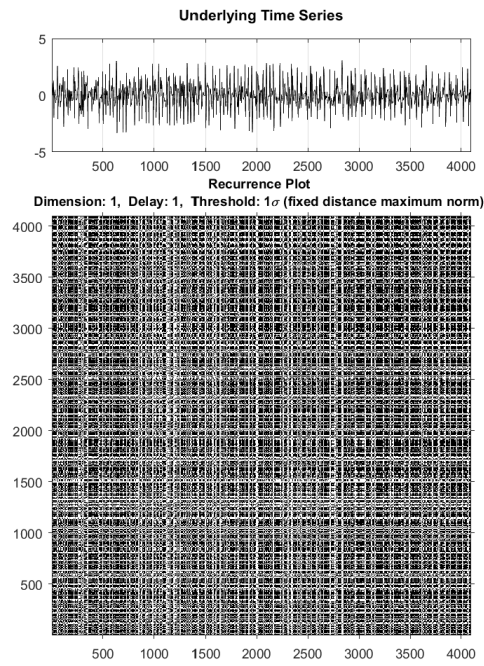 Underlying Time Series
5
0
-5
500 1000 1500 2000 2500 3000 3500 4000
Recurrence Plot
Dimension: 1, Delay: 1, Threshold: 1σ (fixed distance maximum norm)
4000
3500
3000
2500
2000
1500
1000
500
500 1000 1500 2000 2500 3000 3500 4000